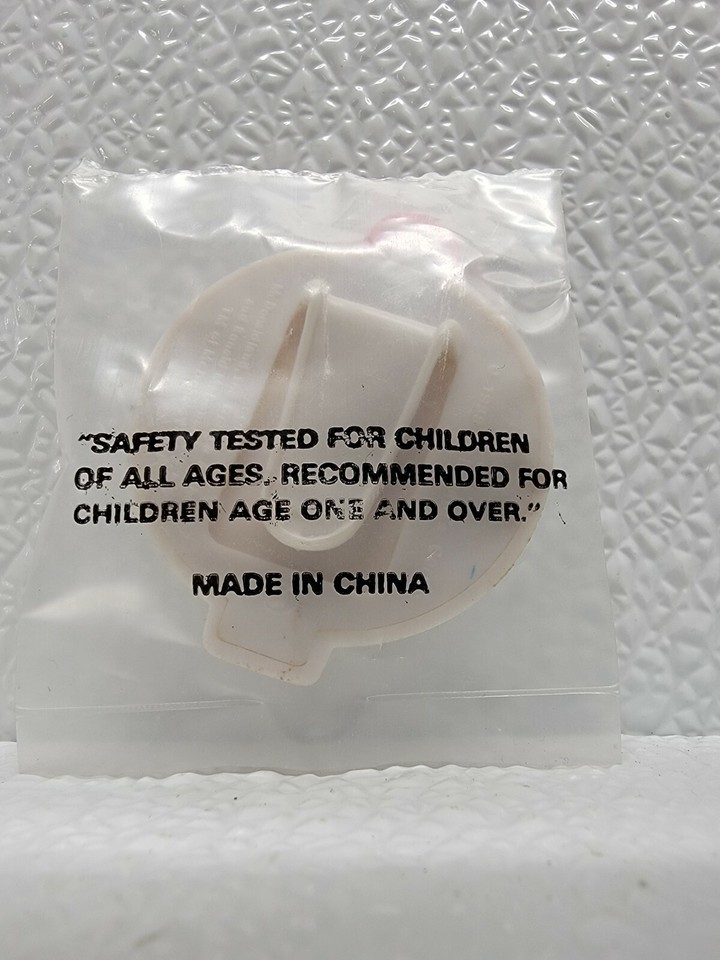 "SAFETY TESTED FOR CHILDREN
OF ALL AGES. RECOMMENDED FOR
CHILDREN AGE ONE AND OVER."
MADE IN CHINA